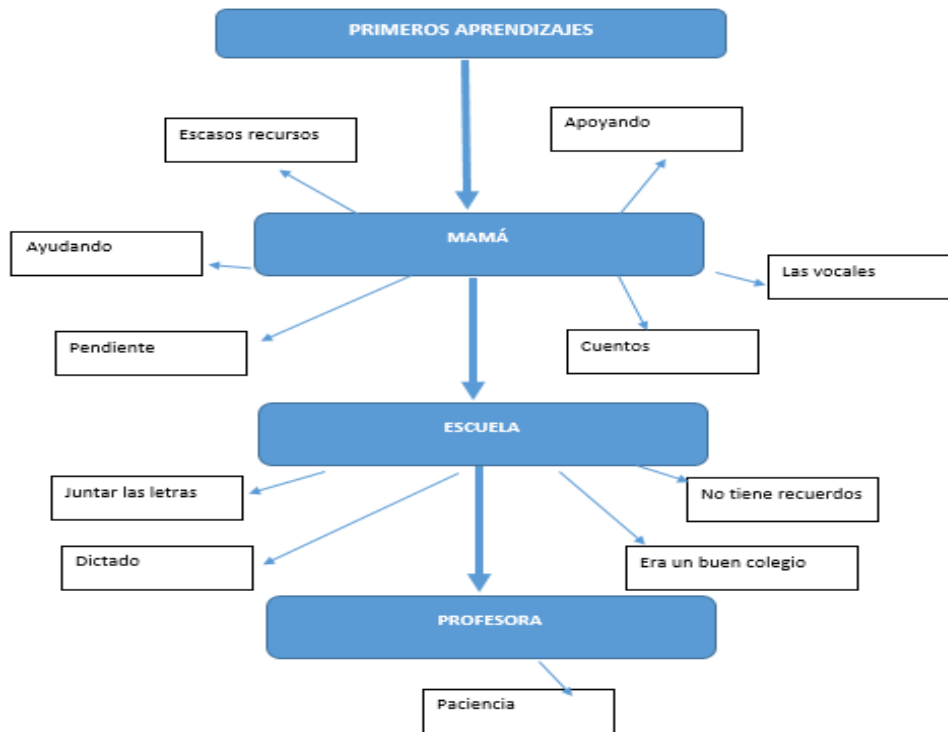 PRIMEROS APRENDIZAJES
Escasos recursos
Apoyando
MAMÁ
Ayudando
Las vocales
Pendiente
Cuentos
ESCUELA
Juntar las letras
No tiene recuerdos
Dictado
Era un buen colegio
PROFESORA
Paciencia